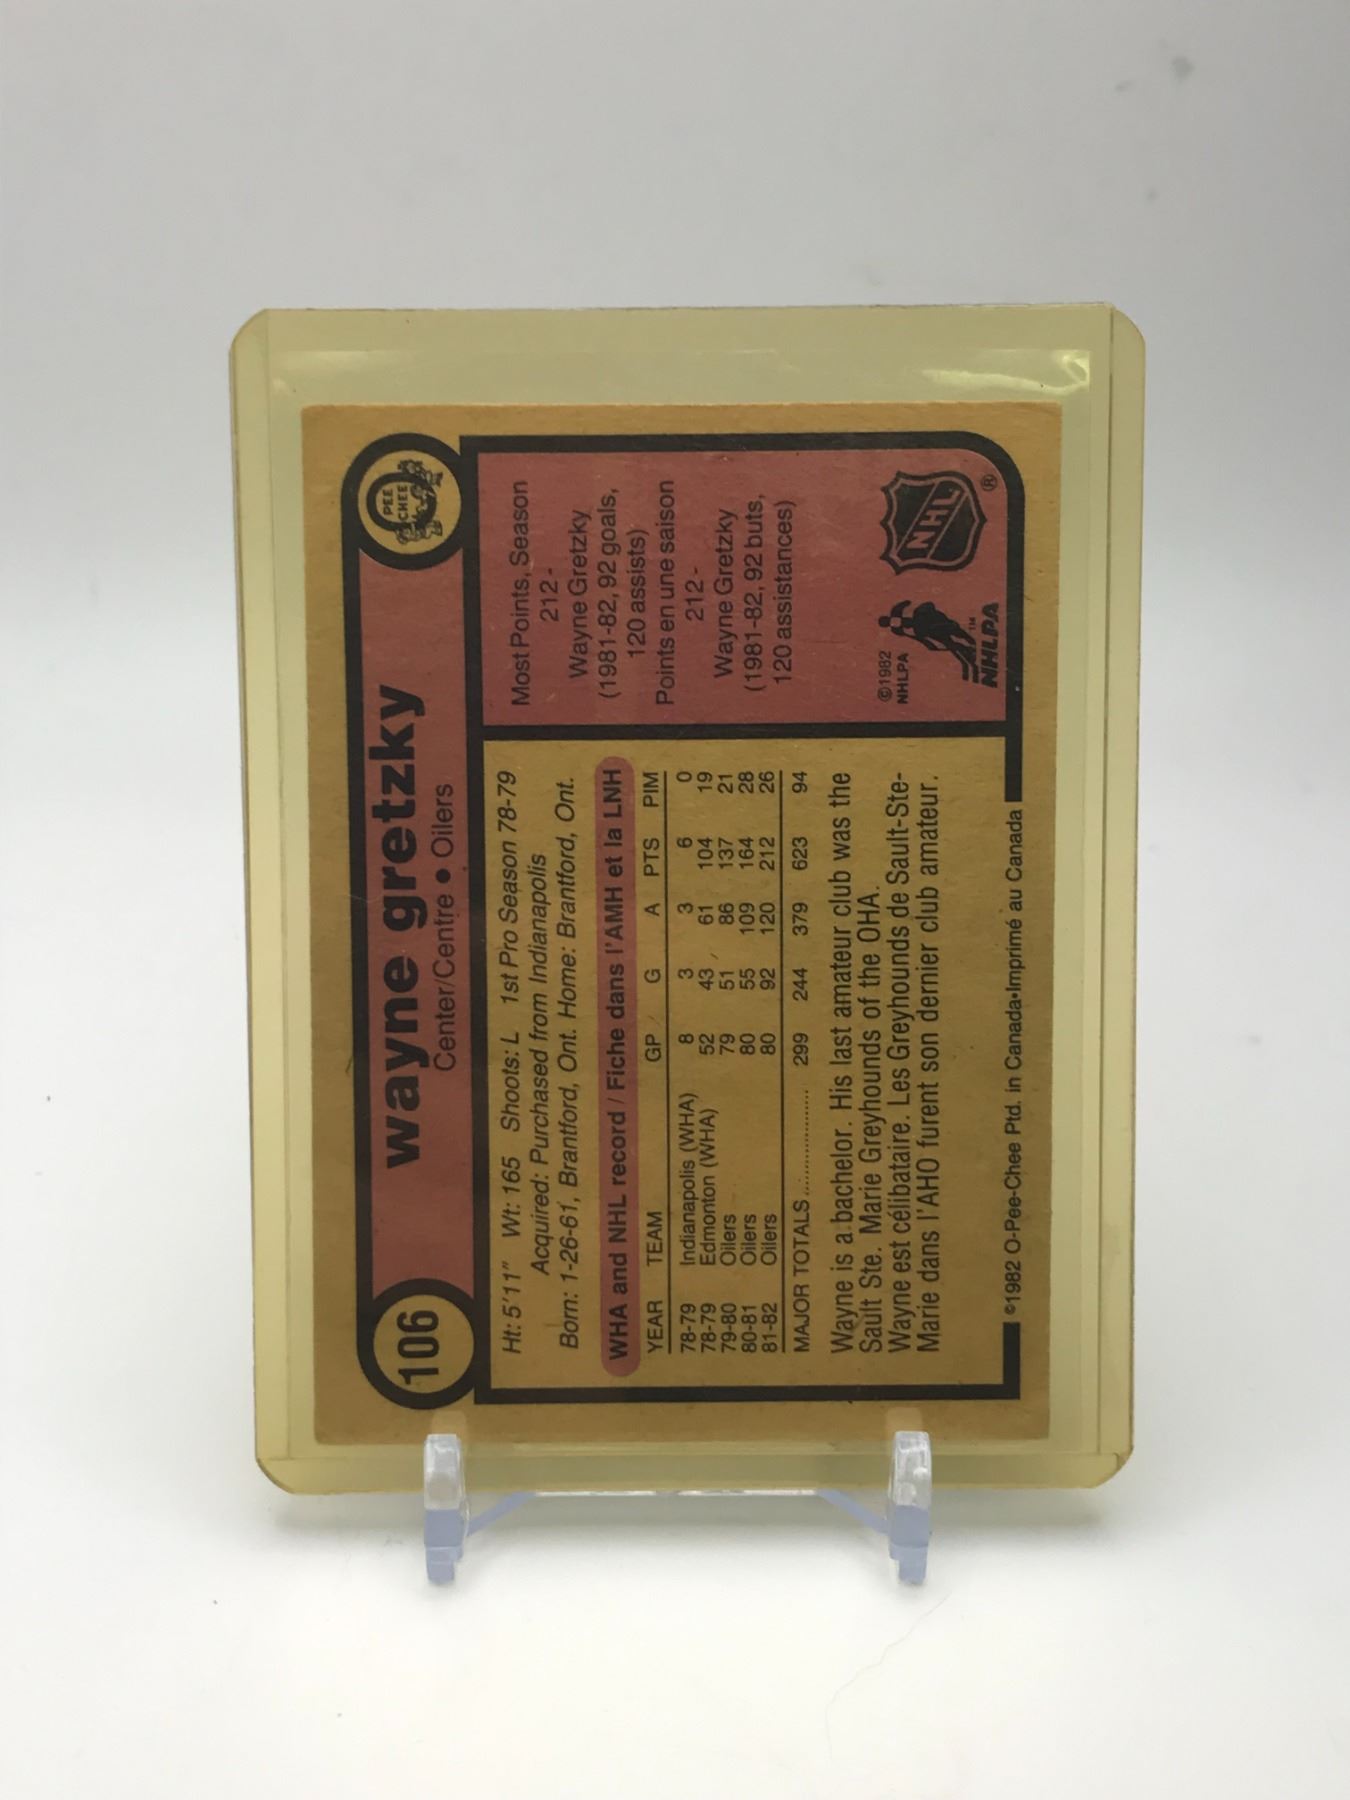 106
wayne gretzky
Center/Centre • Oilers
O
PEE
CHEE
Ht: 5'11" Wt: 165 Shoots: L 1st Pro Season 78-79
Acquired: Purchased from Indianapolis
Born: 1-26-61, Brantford, Ont. Home: Brantford, Ont.
WHA and NHL record / Fiche dans l'AMH et la LNH
YEAR TEAM GP G A PTS PIM
78-79 Indianapolis (WHA) 8 3 3 6 0
78-79 Edmonton (WHA) 52 43 61 104 19
79-80 Oilers 79 51 86 137 21
80-81 Oilers 80 55 109 164 28
81-82 Oilers 80 92 120 212 26
MAJOR TOTALS .............. 299 244 379 623 94
Wayne is a bachelor. His last amateur club was the
Sault Ste. Marie Greyhounds of the OHA.
Wayne est célibataire. Les Greyhounds de Sault-Ste-
Marie dans l'AHO furent son dernier club amateur.
Most Points, Season
212 -
Wayne Gretzky
(1981-82, 92 goals,
120 assists)
Points en une saison
212 -
Wayne Gretzky
(1981-82, 92 buts,
120 assistances)
©1982
NHLPA
NHLPA ™
NHL ®
©1982 O-Pee-Chee Ptd. in Canada•Imprimé au Canada